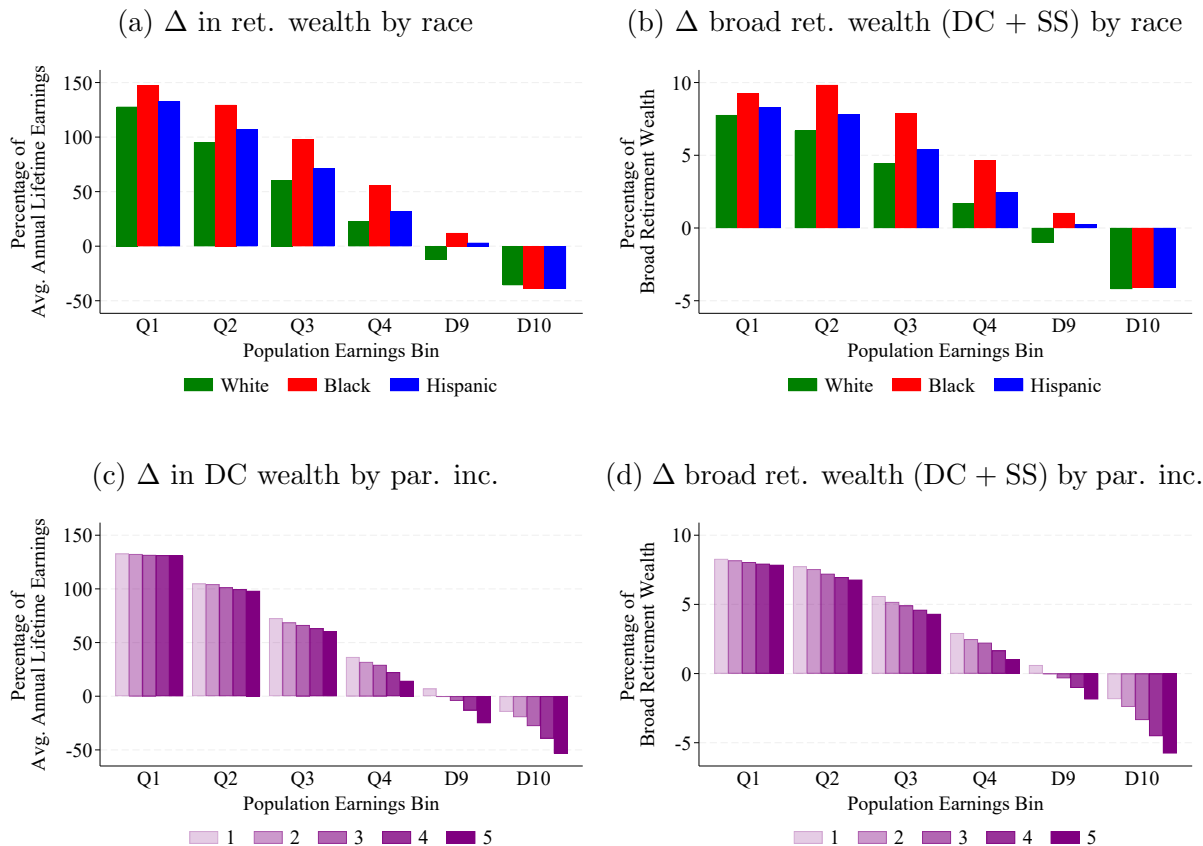 (a) Δ in ret. wealth by race
Percentage of
Avg. Annual Lifetime Earnings
150
100
50
0
-50
Q1 Q2 Q3 Q4 D9 D10
Population Earnings Bin
White Black Hispanic
(b) Δ broad ret. wealth (DC + SS) by race
Percentage of
Broad Retirement Wealth
10
5
0
-5
Q1 Q2 Q3 Q4 D9 D10
Population Earnings Bin
White Black Hispanic
(c) Δ in DC wealth by par. inc.
Percentage of
Avg. Annual Lifetime Earnings
150
100
50
0
-50
Q1 Q2 Q3 Q4 D9 D10
Population Earnings Bin
1 2 3 4 5
(d) Δ broad ret. wealth (DC + SS) by par. inc.
Percentage of
Broad Retirement Wealth
10
5
0
-5
Q1 Q2 Q3 Q4 D9 D10
Population Earnings Bin
1 2 3 4 5